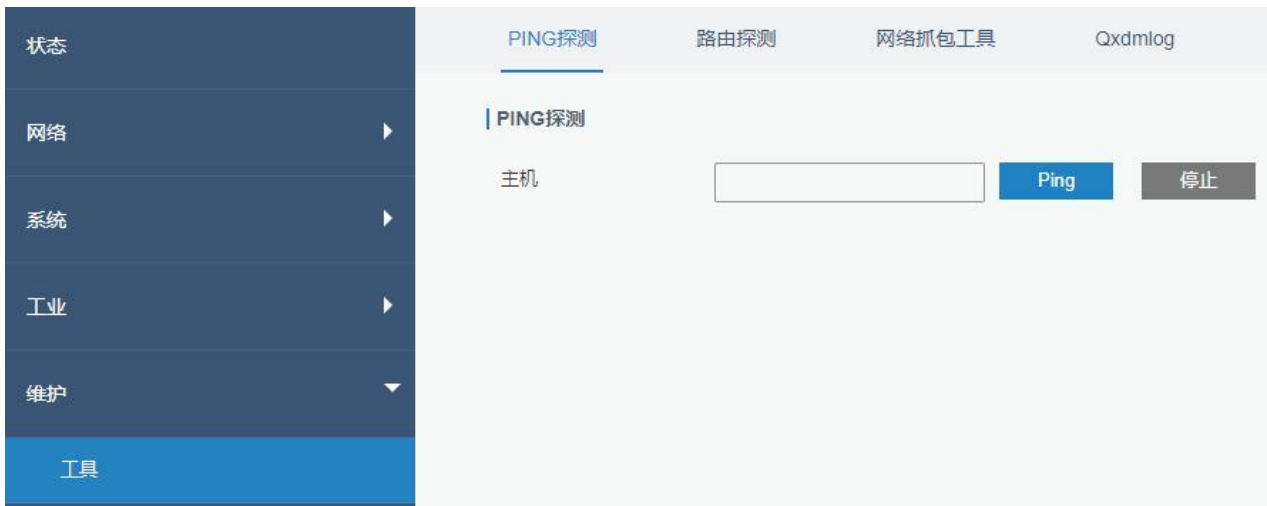 状态
网络
系统
工业
维护
工具
PING探测 路由探测 网络抓包工具 Qxdmlog
PING探测
主机 Ping 停止